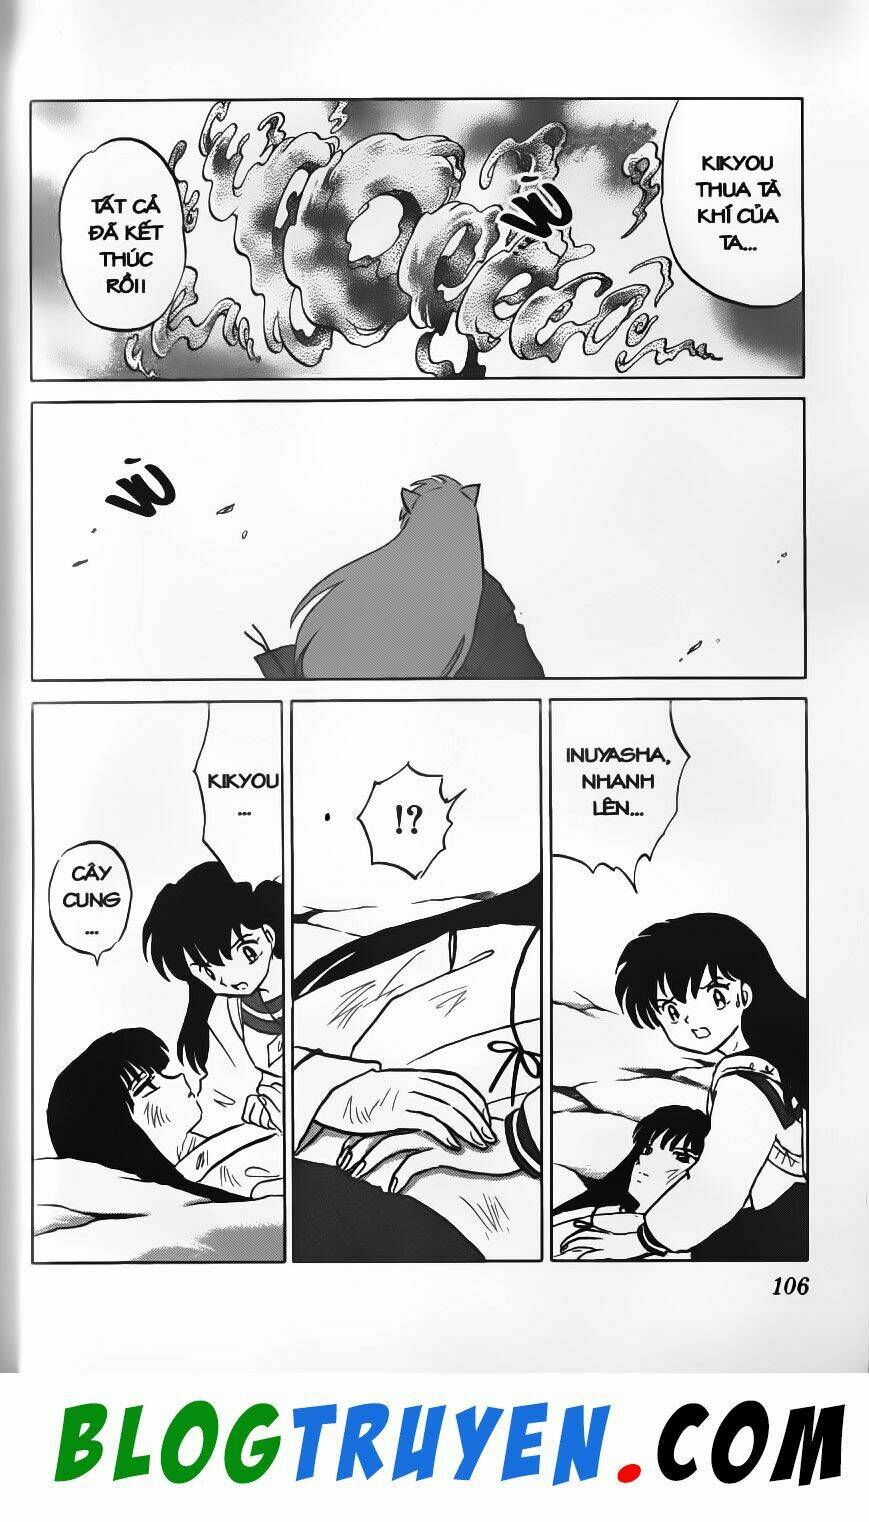 KIKYOU
THUA TÀ
KHÍ CỦA
TA...
VÙ
TẤT CẢ
ĐÃ KẾT
THÚC
RỒI!
VÙ
INUYASHA,
NHANH
LÊN...
!?
KIKYOU
...
CÂY
CUNG
...
106
BLOGTRUYEN.COM